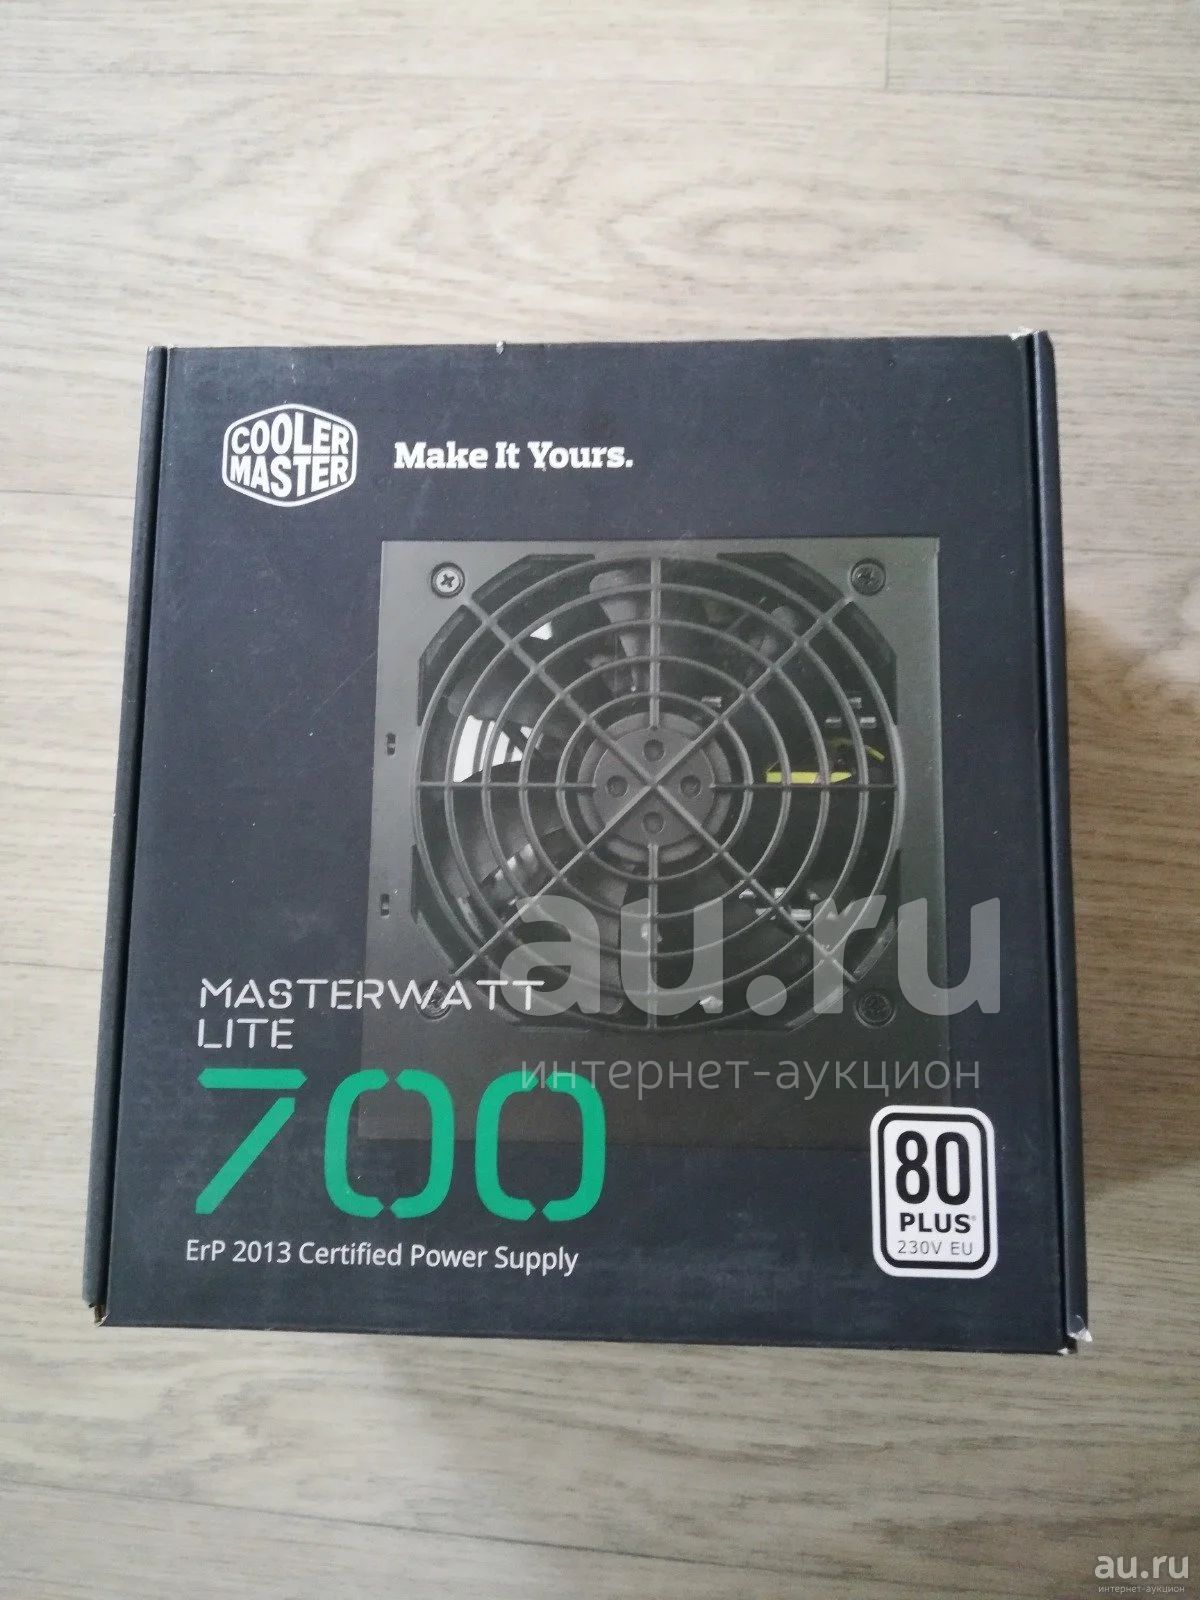 COOLER
MASTER
Make It Yours.
au.ru
интернет-аукцион
MASTERWATT
LITE
700
ErP 2013 Certified Power Supply
80
PLUS®
230V EU
au.ru
интернет-аукцион